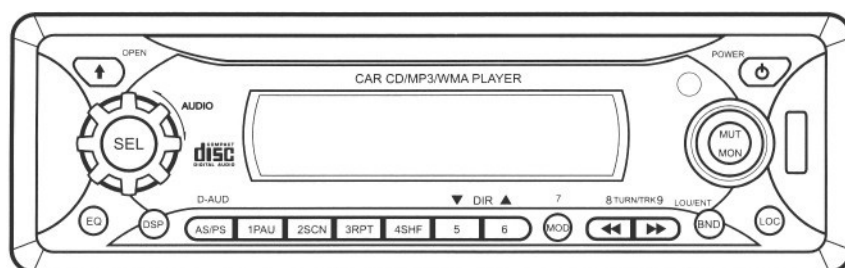 OPEN
POWER
CAR CD/MP3/WMA PLAYER
AUDIO
SEL
MUT
MON
COMPACT
disc
DIGITAL AUDIO
D-AUD
▼ DIR ▲
7
8 TURN/TRK 9
LOU/ENT
EQ
DSP
AS/PS
1PAU
2SCN
3RPT
4SHF
5
6
MOD
BND
LOC